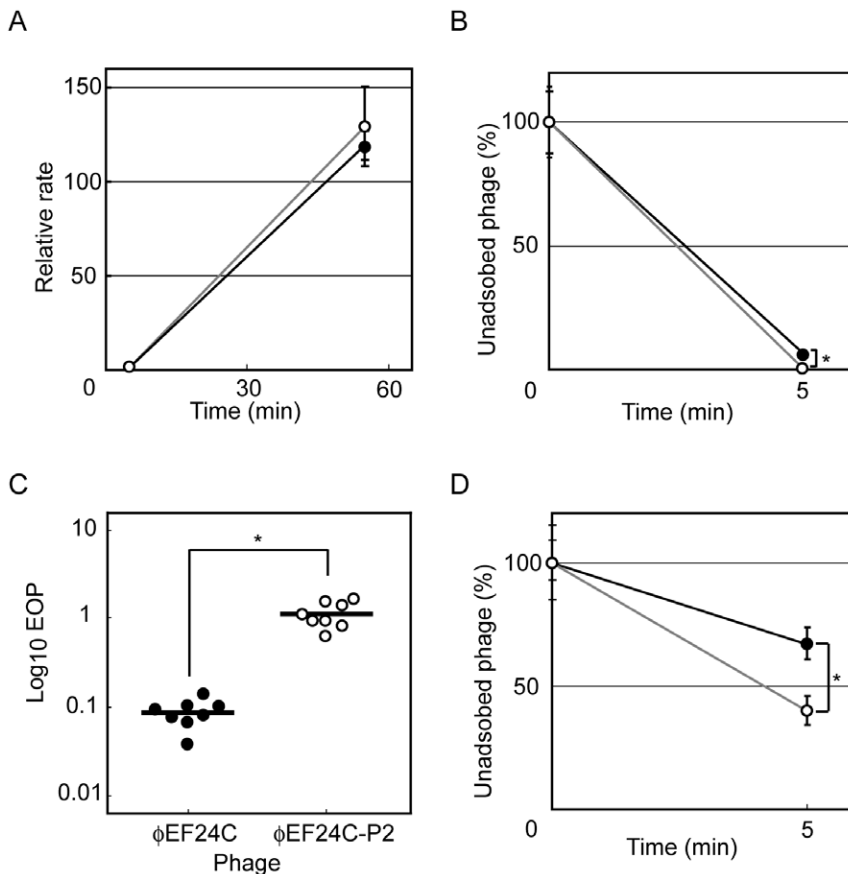 A
150
100
50
0
30
60
Relative rate
Time (min)
B
100
50
0
5
Unadsobed phage (%)
Time (min)
*
C
10
1
0.1
0.01
Log10 EOP
*
ϕEF24C
ϕEF24C-P2
Phage
D
100
50
0
5
Unadsobed phage (%)
Time (min)
*